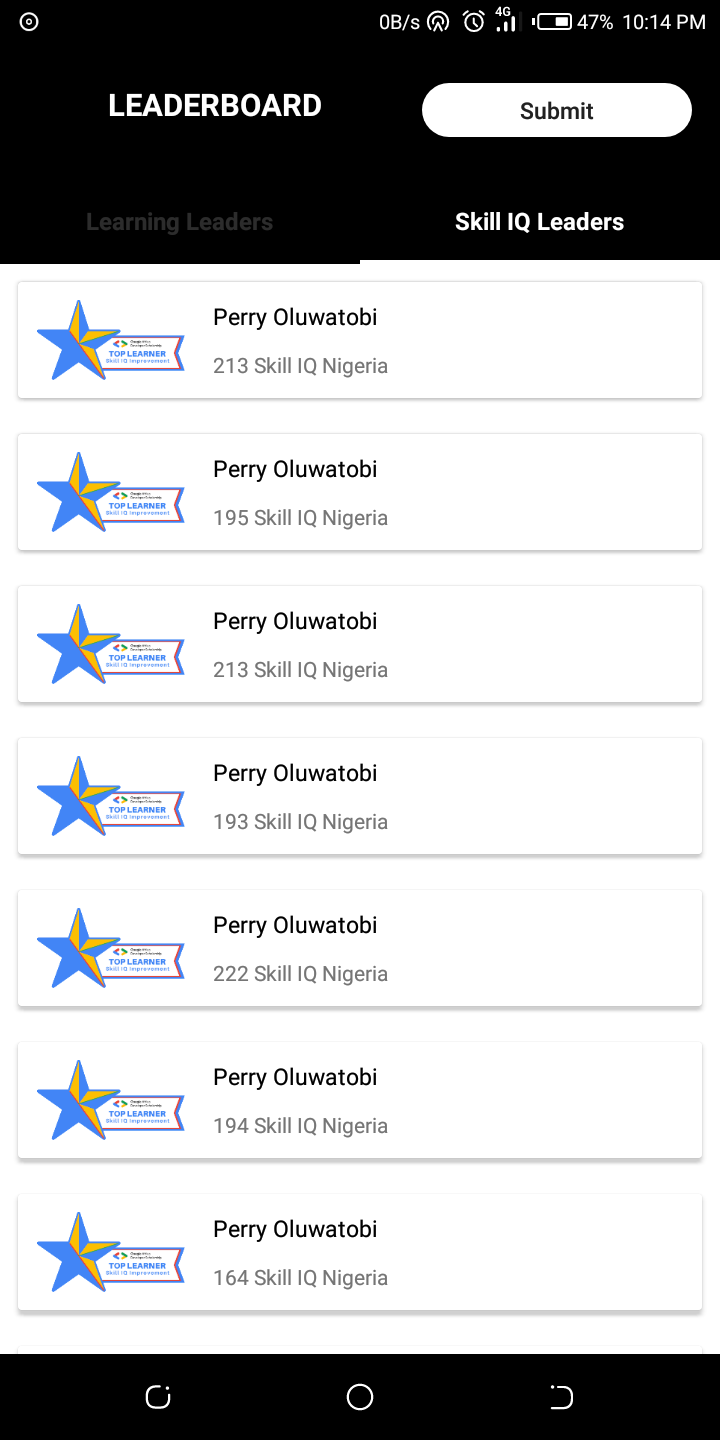 0B/s 4G 47% 10:14 PM
LEADERBOARD
Submit
Learning Leaders
Skill IQ Leaders
Perry Oluwatobi
TOP LEARNER
Skill IQ Improvement
213 Skill IQ Nigeria
Perry Oluwatobi
TOP LEARNER
Skill IQ Improvement
195 Skill IQ Nigeria
Perry Oluwatobi
TOP LEARNER
Skill IQ Improvement
213 Skill IQ Nigeria
Perry Oluwatobi
TOP LEARNER
Skill IQ Improvement
193 Skill IQ Nigeria
Perry Oluwatobi
TOP LEARNER
Skill IQ Improvement
222 Skill IQ Nigeria
Perry Oluwatobi
TOP LEARNER
Skill IQ Improvement
194 Skill IQ Nigeria
Perry Oluwatobi
TOP LEARNER
Skill IQ Improvement
164 Skill IQ Nigeria